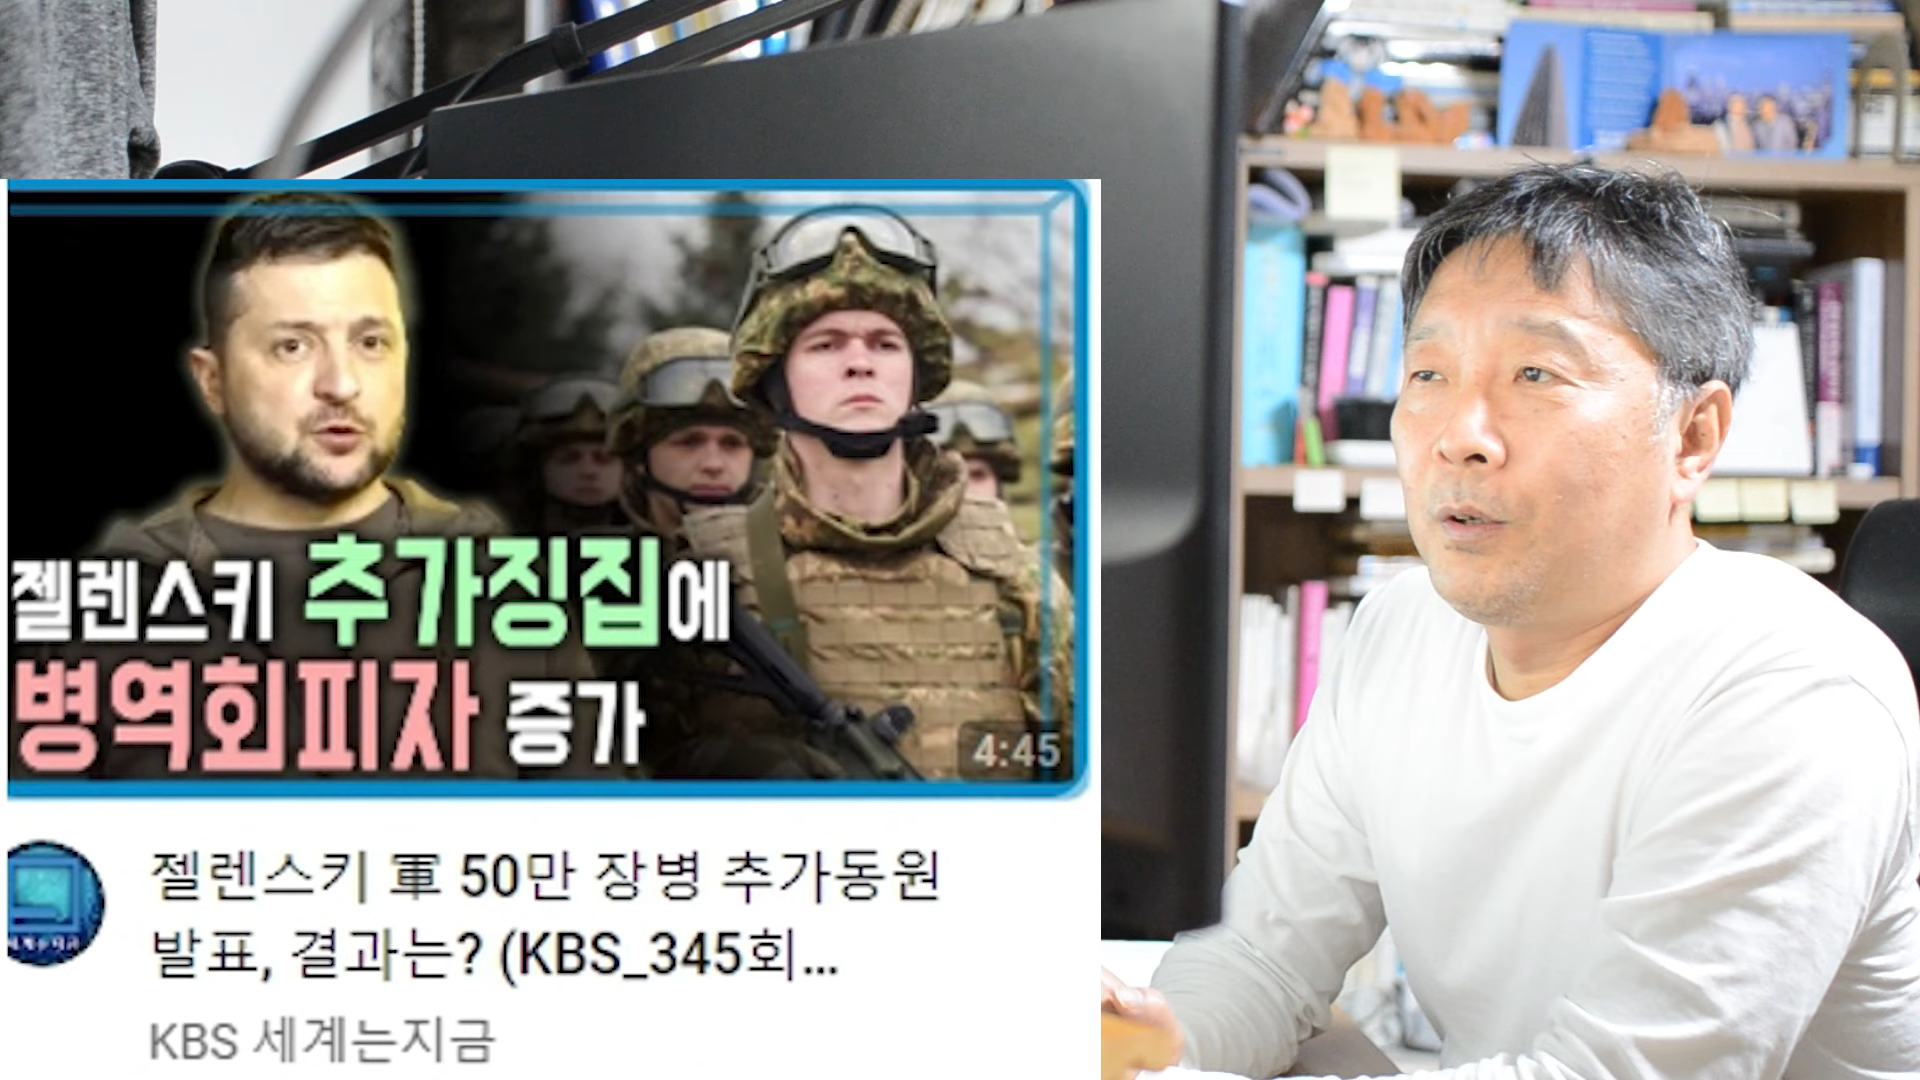 젤렌스키 추가징집에
병역회피자 증가
4:45
젤렌스키 軍 50만 장병 추가동원
발표, 결과는? (KBS_345회...
KBS 세계는지금